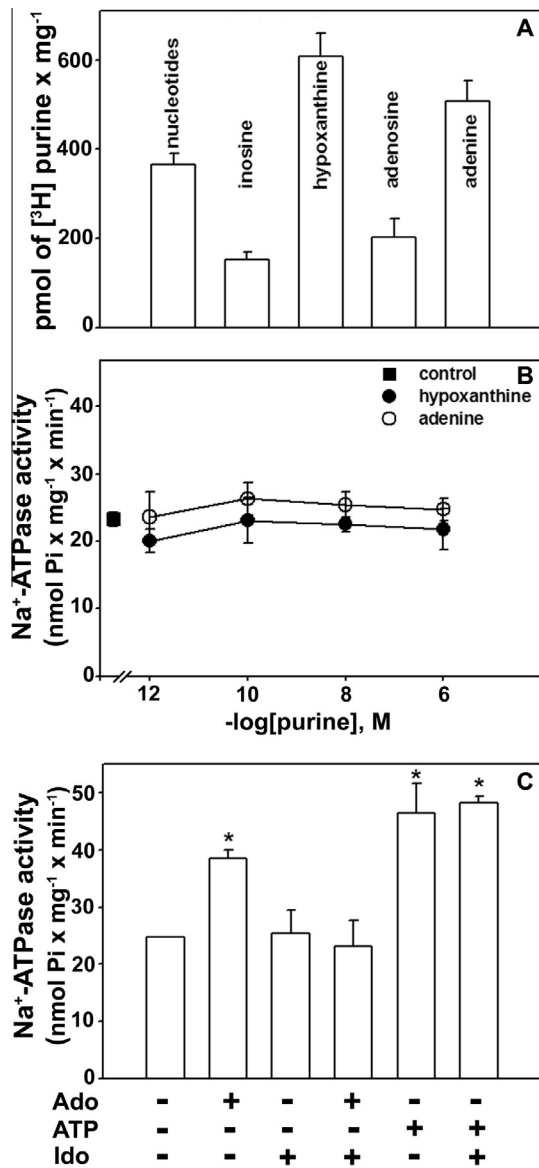 A
pmol of [³H] purine x mg⁻¹
600
400
200
0
nucleotides
inosine
hypoxanthine
adenosine
adenine
B
Na⁺-ATPase activity
(nmol Pi x mg⁻¹ x min⁻¹)
40
30
20
10
0
control
hypoxanthine
adenine
12 10 8 6
-log[purine], M
C
Na⁺-ATPase activity
(nmol Pi x mg⁻¹ x min⁻¹)
50
40
30
20
10
0
* * *
Ado - + - + - -
ATP - - - - + +
Ido - - + + - +